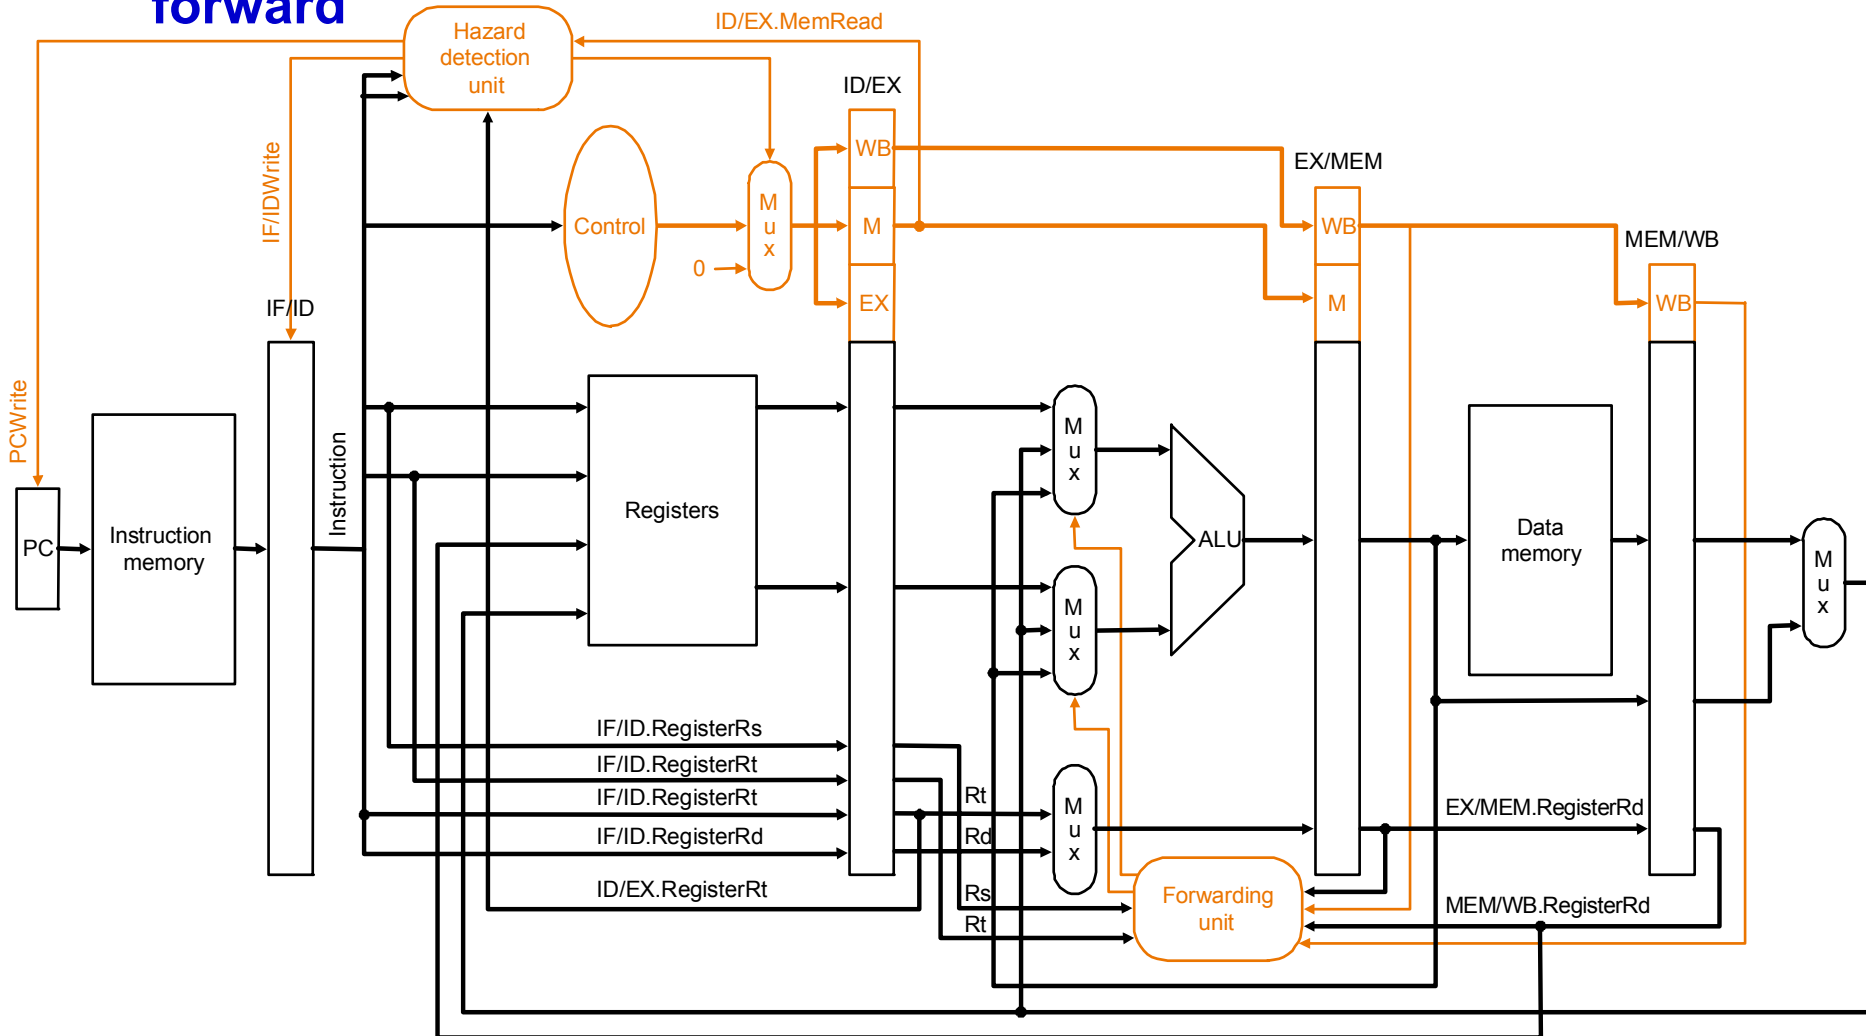 forward
Hazard
detection
unit
ID/EX.MemRead
ID/EX
IF/IDWrite
WB
EX/MEM
Control
M
u
x
M
WB
MEM/WB
0
EX
M
WB
IF/ID
PCWrite
Instruction
M
u
x
PC
Instruction
memory
Registers
ALU
Data
memory
M
u
x
M
u
x
IF/ID.RegisterRs
IF/ID.RegisterRt
IF/ID.RegisterRt
Rt
M
u
x
EX/MEM.RegisterRd
IF/ID.RegisterRd
Rd
ID/EX.RegisterRt
Rs
Forwarding
unit
MEM/WB.RegisterRd
Rt